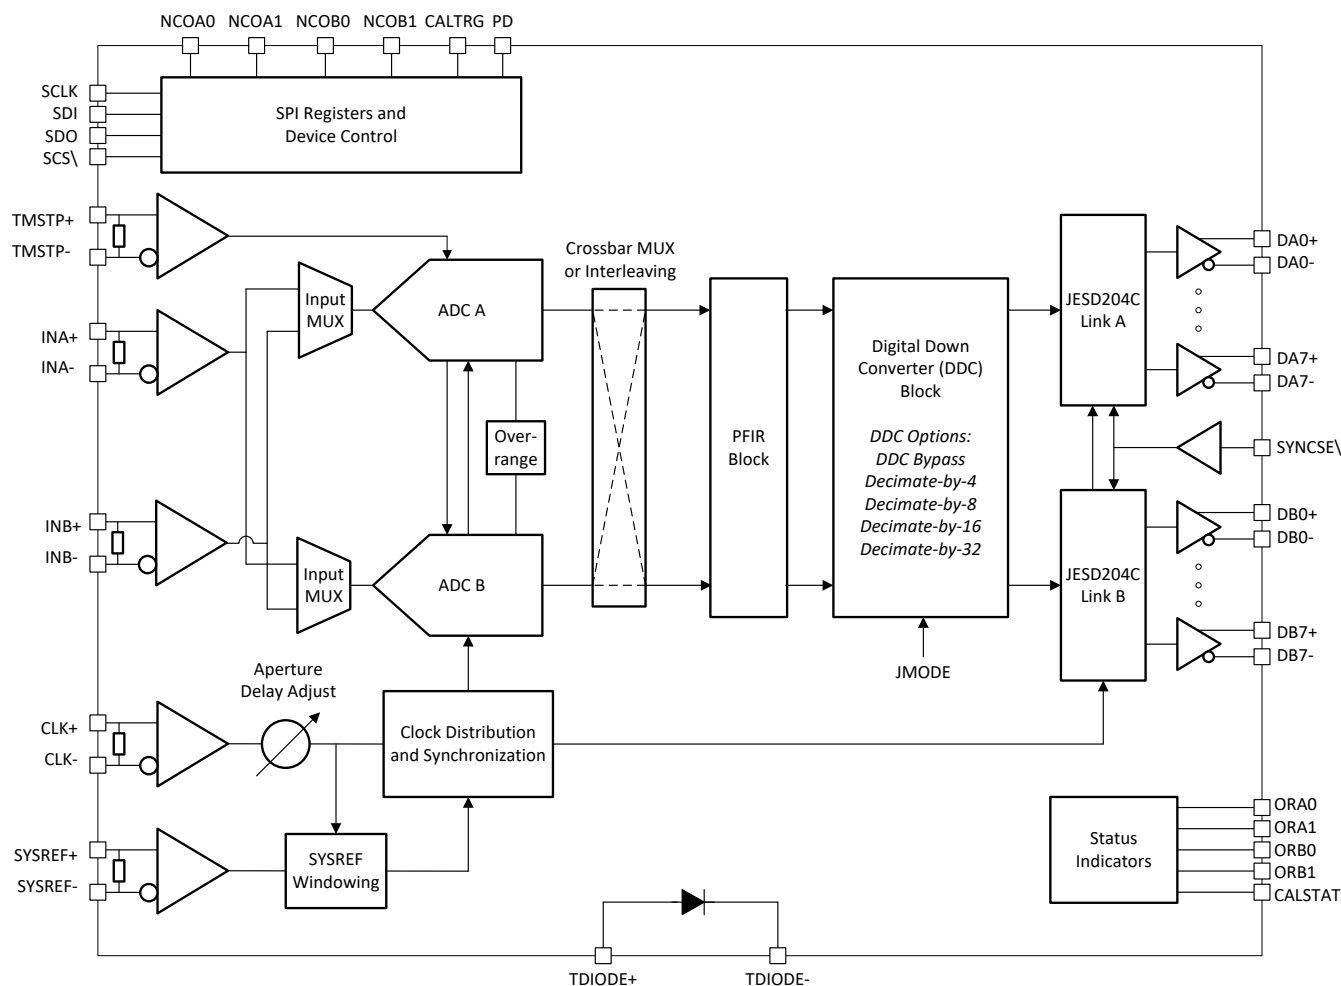 NCOA0 NCOA1 NCOB0 NCOB1 CALTRG PD
SCLK
SDI
SDO
SCS\
SPI Registers and
Device Control
TMSTP+
TMSTP-
INA+
INA-
INB+
INB-
CLK+
CLK-
SYSREF+
SYSREF-
Input
MUX
Input
MUX
ADC A
ADC B
Over-
range
Aperture
Delay Adjust
Clock Distribution
and Synchronization
SYSREF
Windowing
Crossbar MUX
or Interleaving
PFIR
Block
Digital Down
Converter (DDC)
Block
DDC Options:
DDC Bypass
Decimate-by-4
Decimate-by-8
Decimate-by-16
Decimate-by-32
JMODE
JESD204C
Link A
JESD204C
Link B
DA0+
DA0-
DA7+
DA7-
SYNCSE\
DB0+
DB0-
DB7+
DB7-
Status
Indicators
ORA0
ORA1
ORB0
ORB1
CALSTAT
TDIODE+
TDIODE-